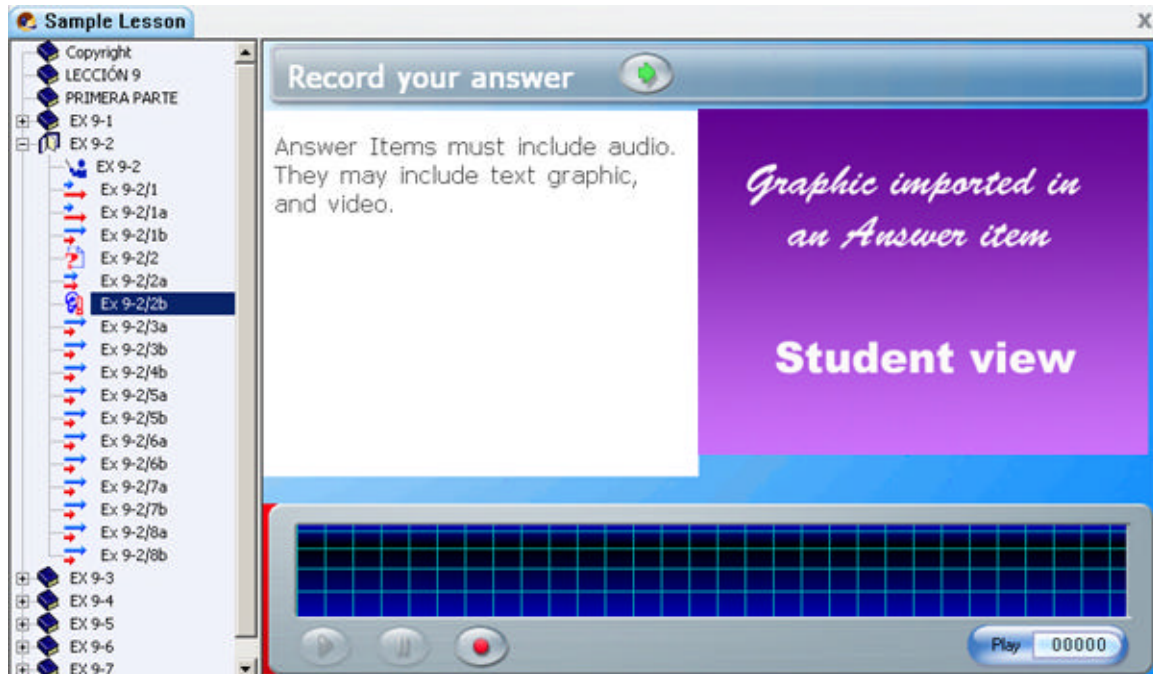 Sample Lesson
X
Copyright
LECCIÓN 9
PRIMERA PARTE
EX 9-1
EX 9-2
EX 9-2
Ex 9-2/1
Ex 9-2/1a
Ex 9-2/1b
Ex 9-2/2
Ex 9-2/2a
Ex 9-2/2b
Ex 9-2/3a
Ex 9-2/3b
Ex 9-2/4b
Ex 9-2/5a
Ex 9-2/5b
Ex 9-2/6a
Ex 9-2/6b
Ex 9-2/7a
Ex 9-2/7b
Ex 9-2/8a
Ex 9-2/8b
EX 9-3
EX 9-4
EX 9-5
EX 9-6
EX 9-7
Record your answer
Answer Items must include audio.
They may include text graphic,
and video.
Graphic imported in
an Answer item
Student view
Play 00000